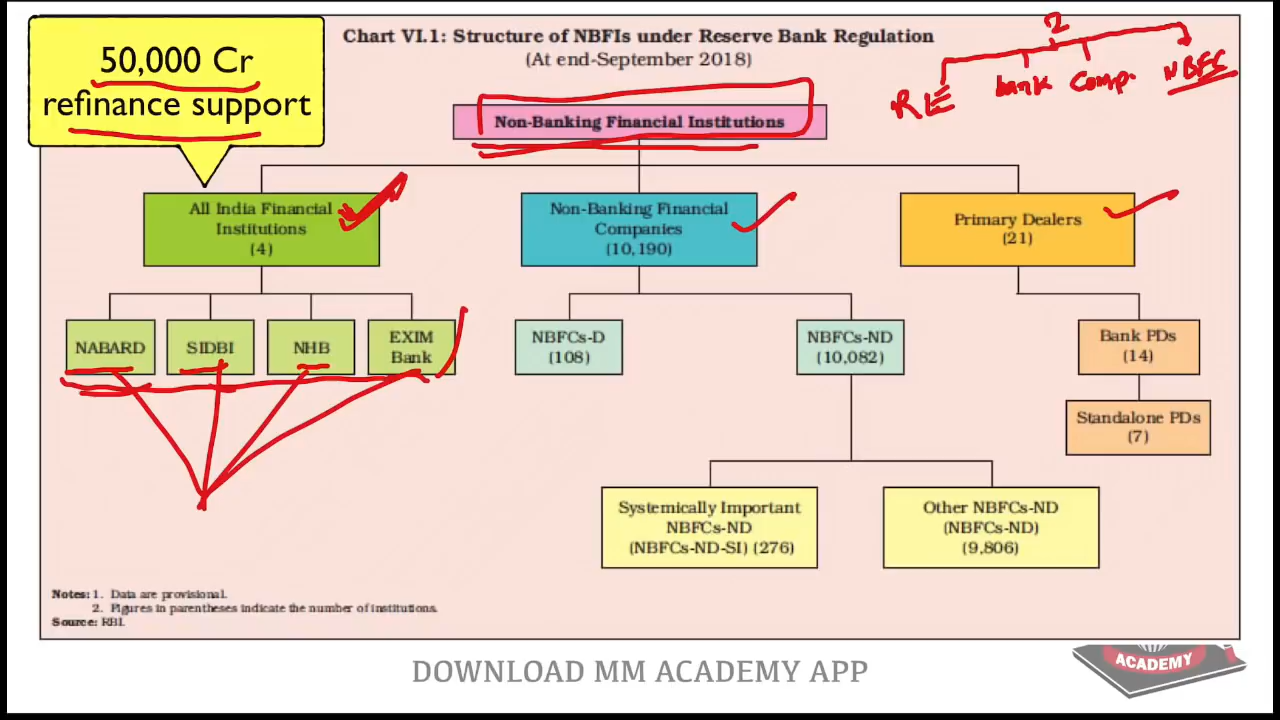 50,000 Cr
refinance support
Chart VI.1: Structure of NBFIs under Reserve Bank Regulation
(At end-September 2018)
2
bank
Comp.
NBFC
Non-Banking Financial Institutions
All India Financial
Institutions
(4)
Non-Banking Financial
Companies
(10,190)
Primary Dealers
(21)
NABARD
SIDBI
NHB
EXIM
Bank
NBFCs-D
(108)
NBFCs-ND
(10,082)
Bank PDs
(14)
Standalone PDs
(7)
Systemically Important
NBFCs-ND
(NBFCs-ND-SI) (276)
Other NBFCs-ND
(NBFCs-ND)
(9,806)
Notes: 1. Data are provisional.
2. Figures in parentheses indicate the number of institutions.
Source: RBI.
DOWNLOAD MM ACADEMY APP
ACADEMY